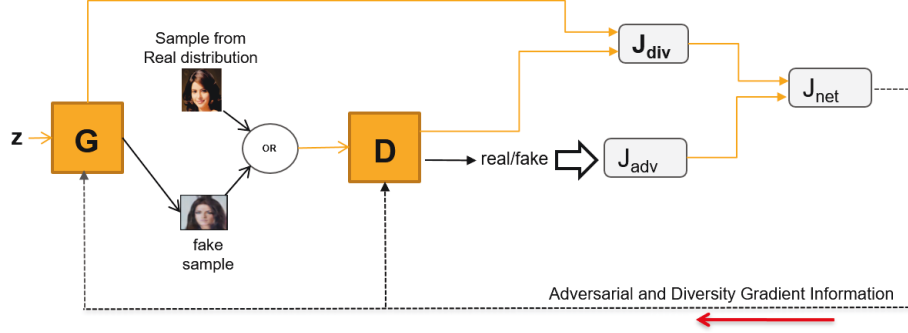 Sample from
Real distribution
J_div
J_net
z
G
OR
D
real/fake
J_adv
fake
sample
Adversarial and Diversity Gradient Information